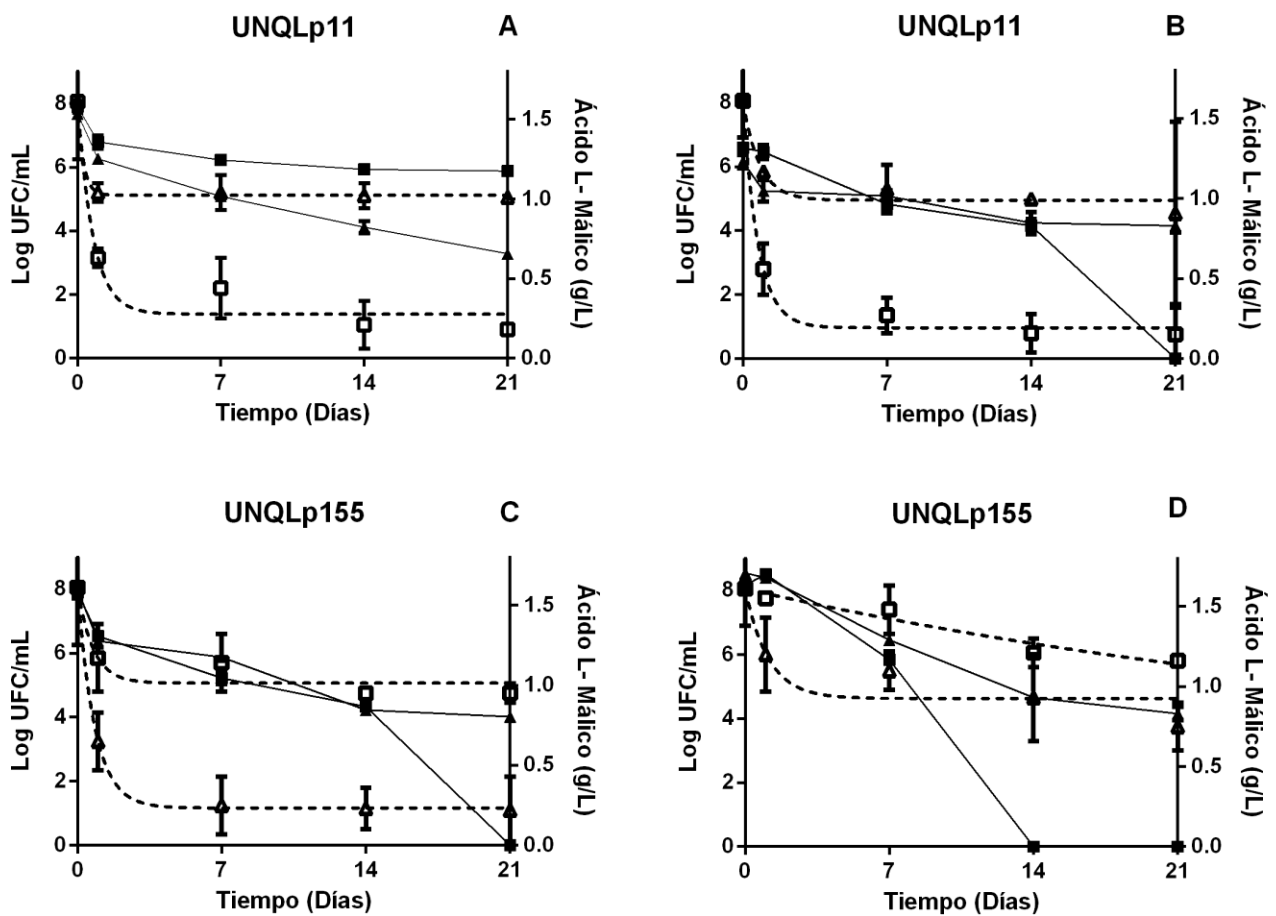 UNQLp11 A
Log UFC/mL
8
6
4
2
0
Ácido L- Málico (g/L)
1.5
1.0
0.5
0.0
0 7 14 21
Tiempo (Días)
UNQLp11 B
Log UFC/mL
8
6
4
2
0
Ácido L- Málico (g/L)
1.5
1.0
0.5
0.0
0 7 14 21
Tiempo (Días)
UNQLp155 C
Log UFC/mL
8
6
4
2
0
Ácido L- Málico (g/L)
1.5
1.0
0.5
0.0
0 7 14 21
Tiempo (Días)
UNQLp155 D
Log UFC/mL
8
6
4
2
0
Ácido L- Málico (g/L)
1.5
1.0
0.5
0.0
0 7 14 21
Tiempo (Días)